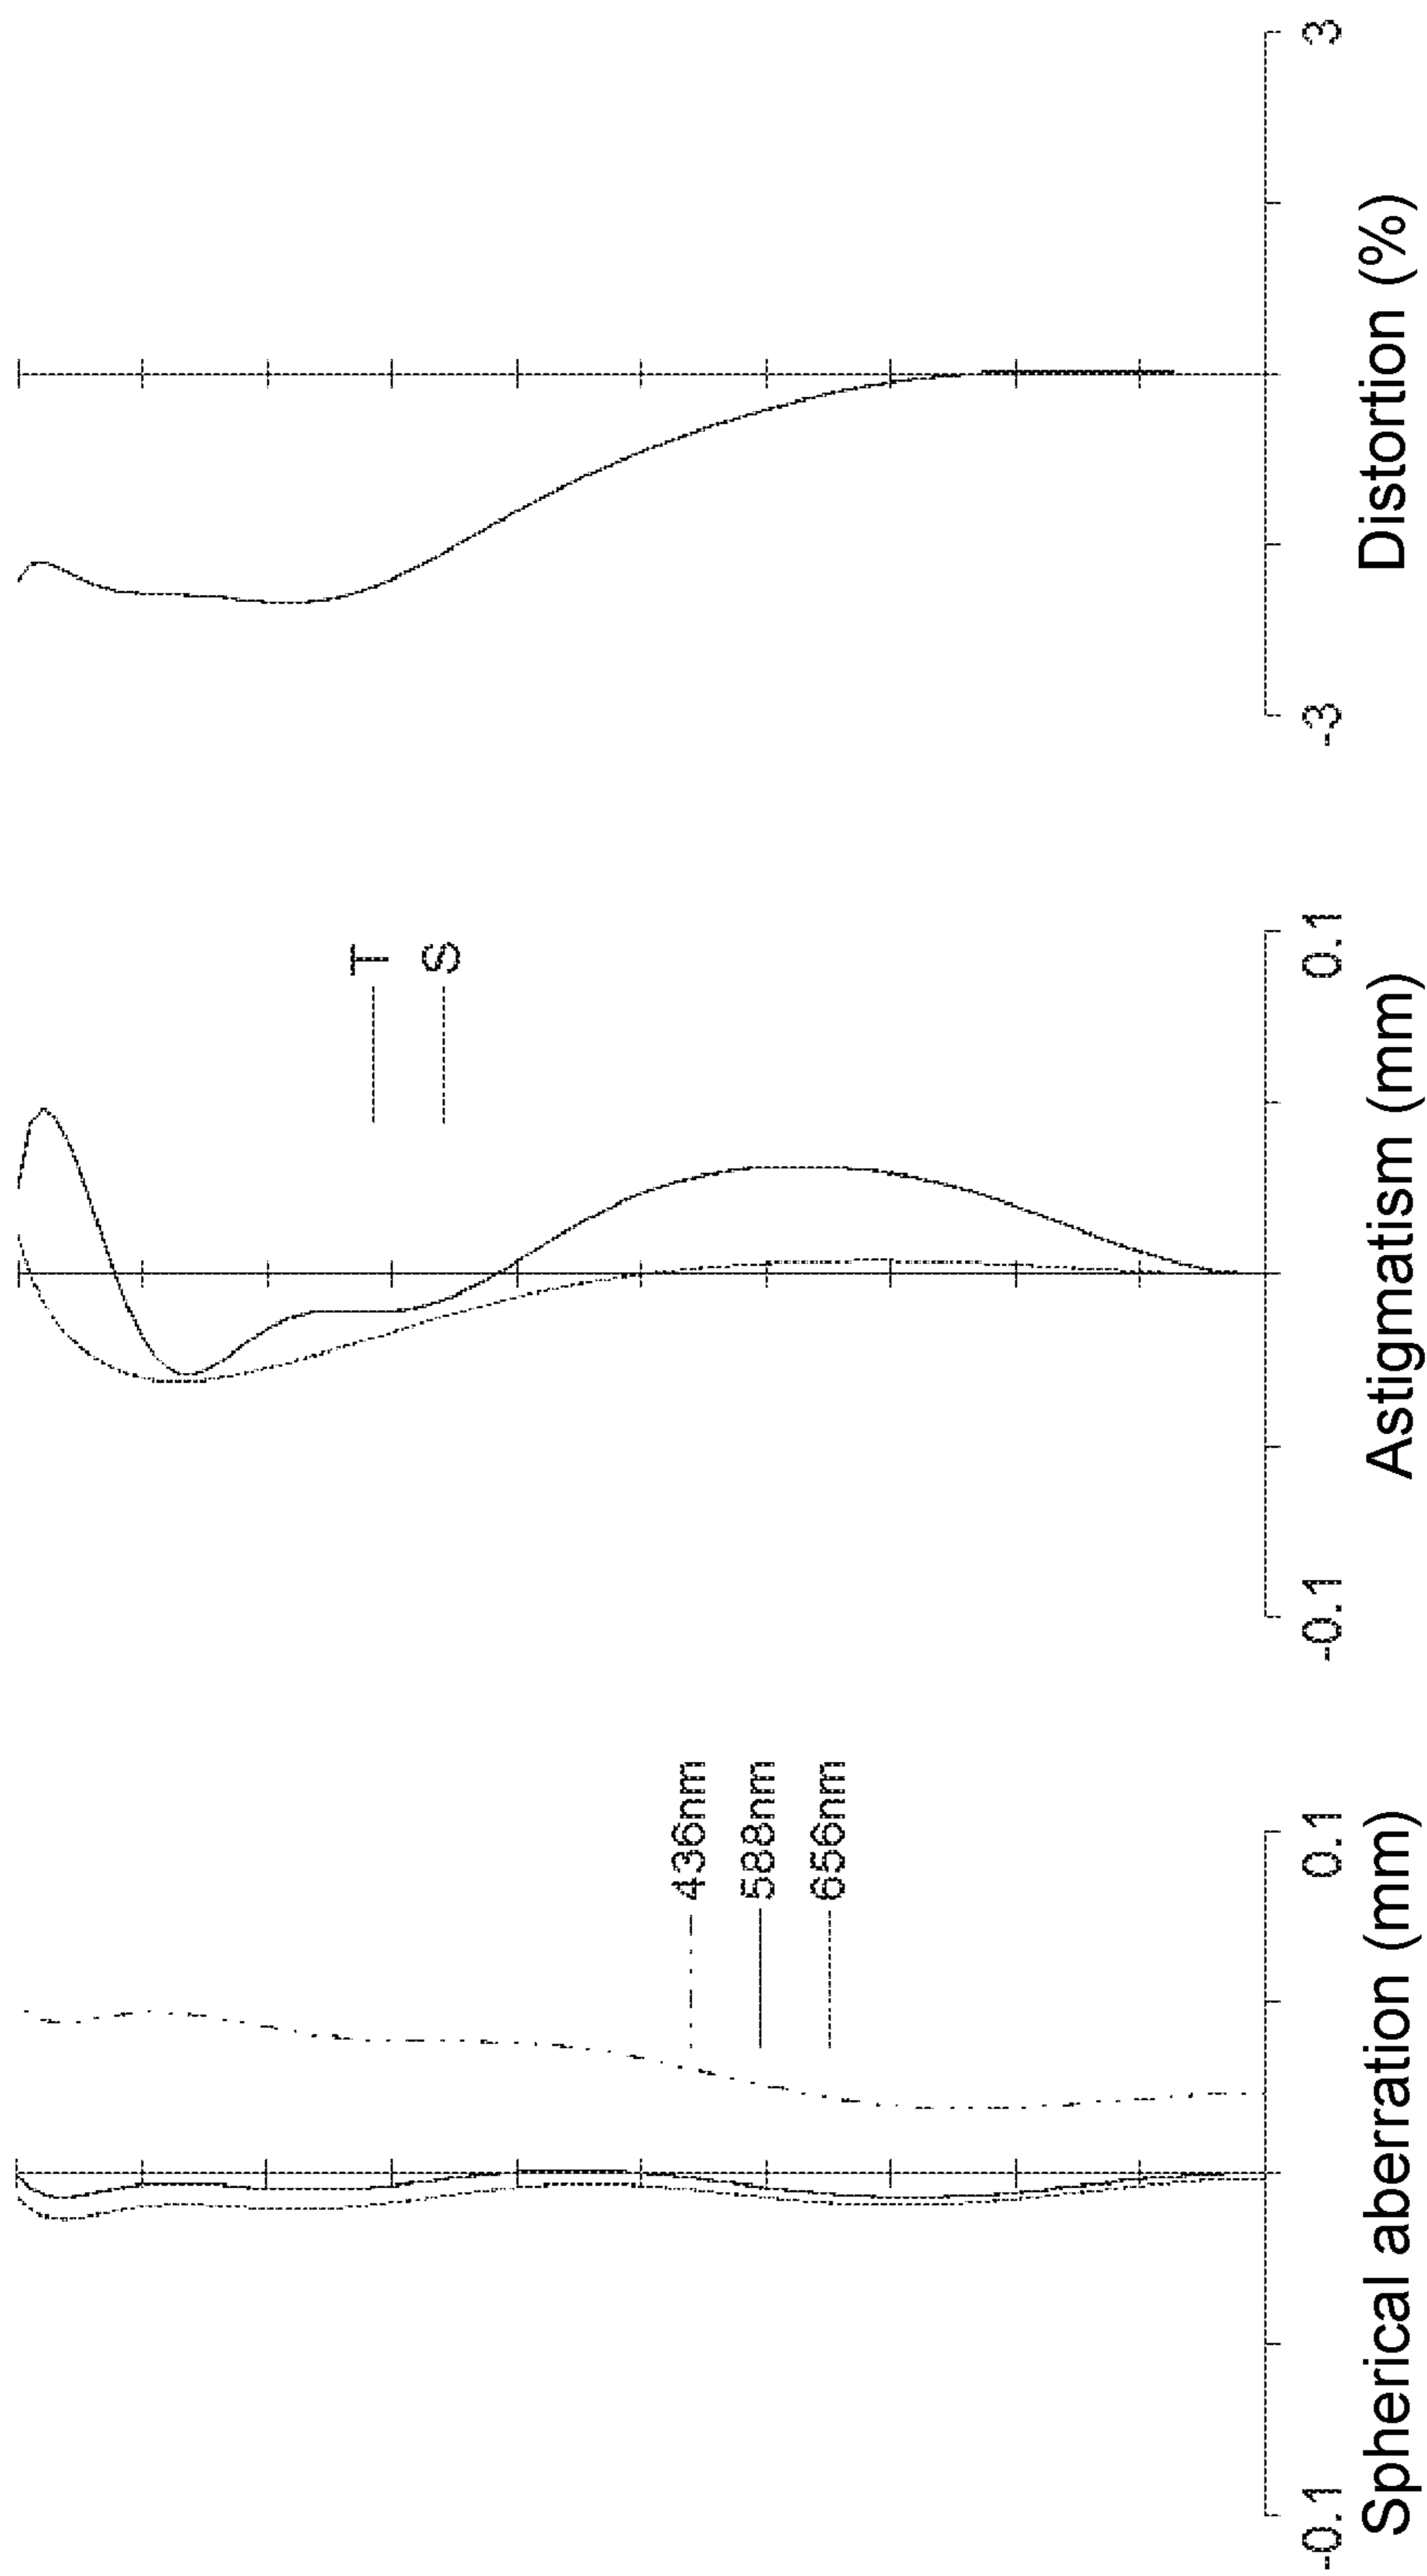 436nm
588nm
656nm
-0.1
0.1
Spherical aberration (mm)
T
S
-0.1
0.1
Astigmatism (mm)
-3
3
Distortion (%)